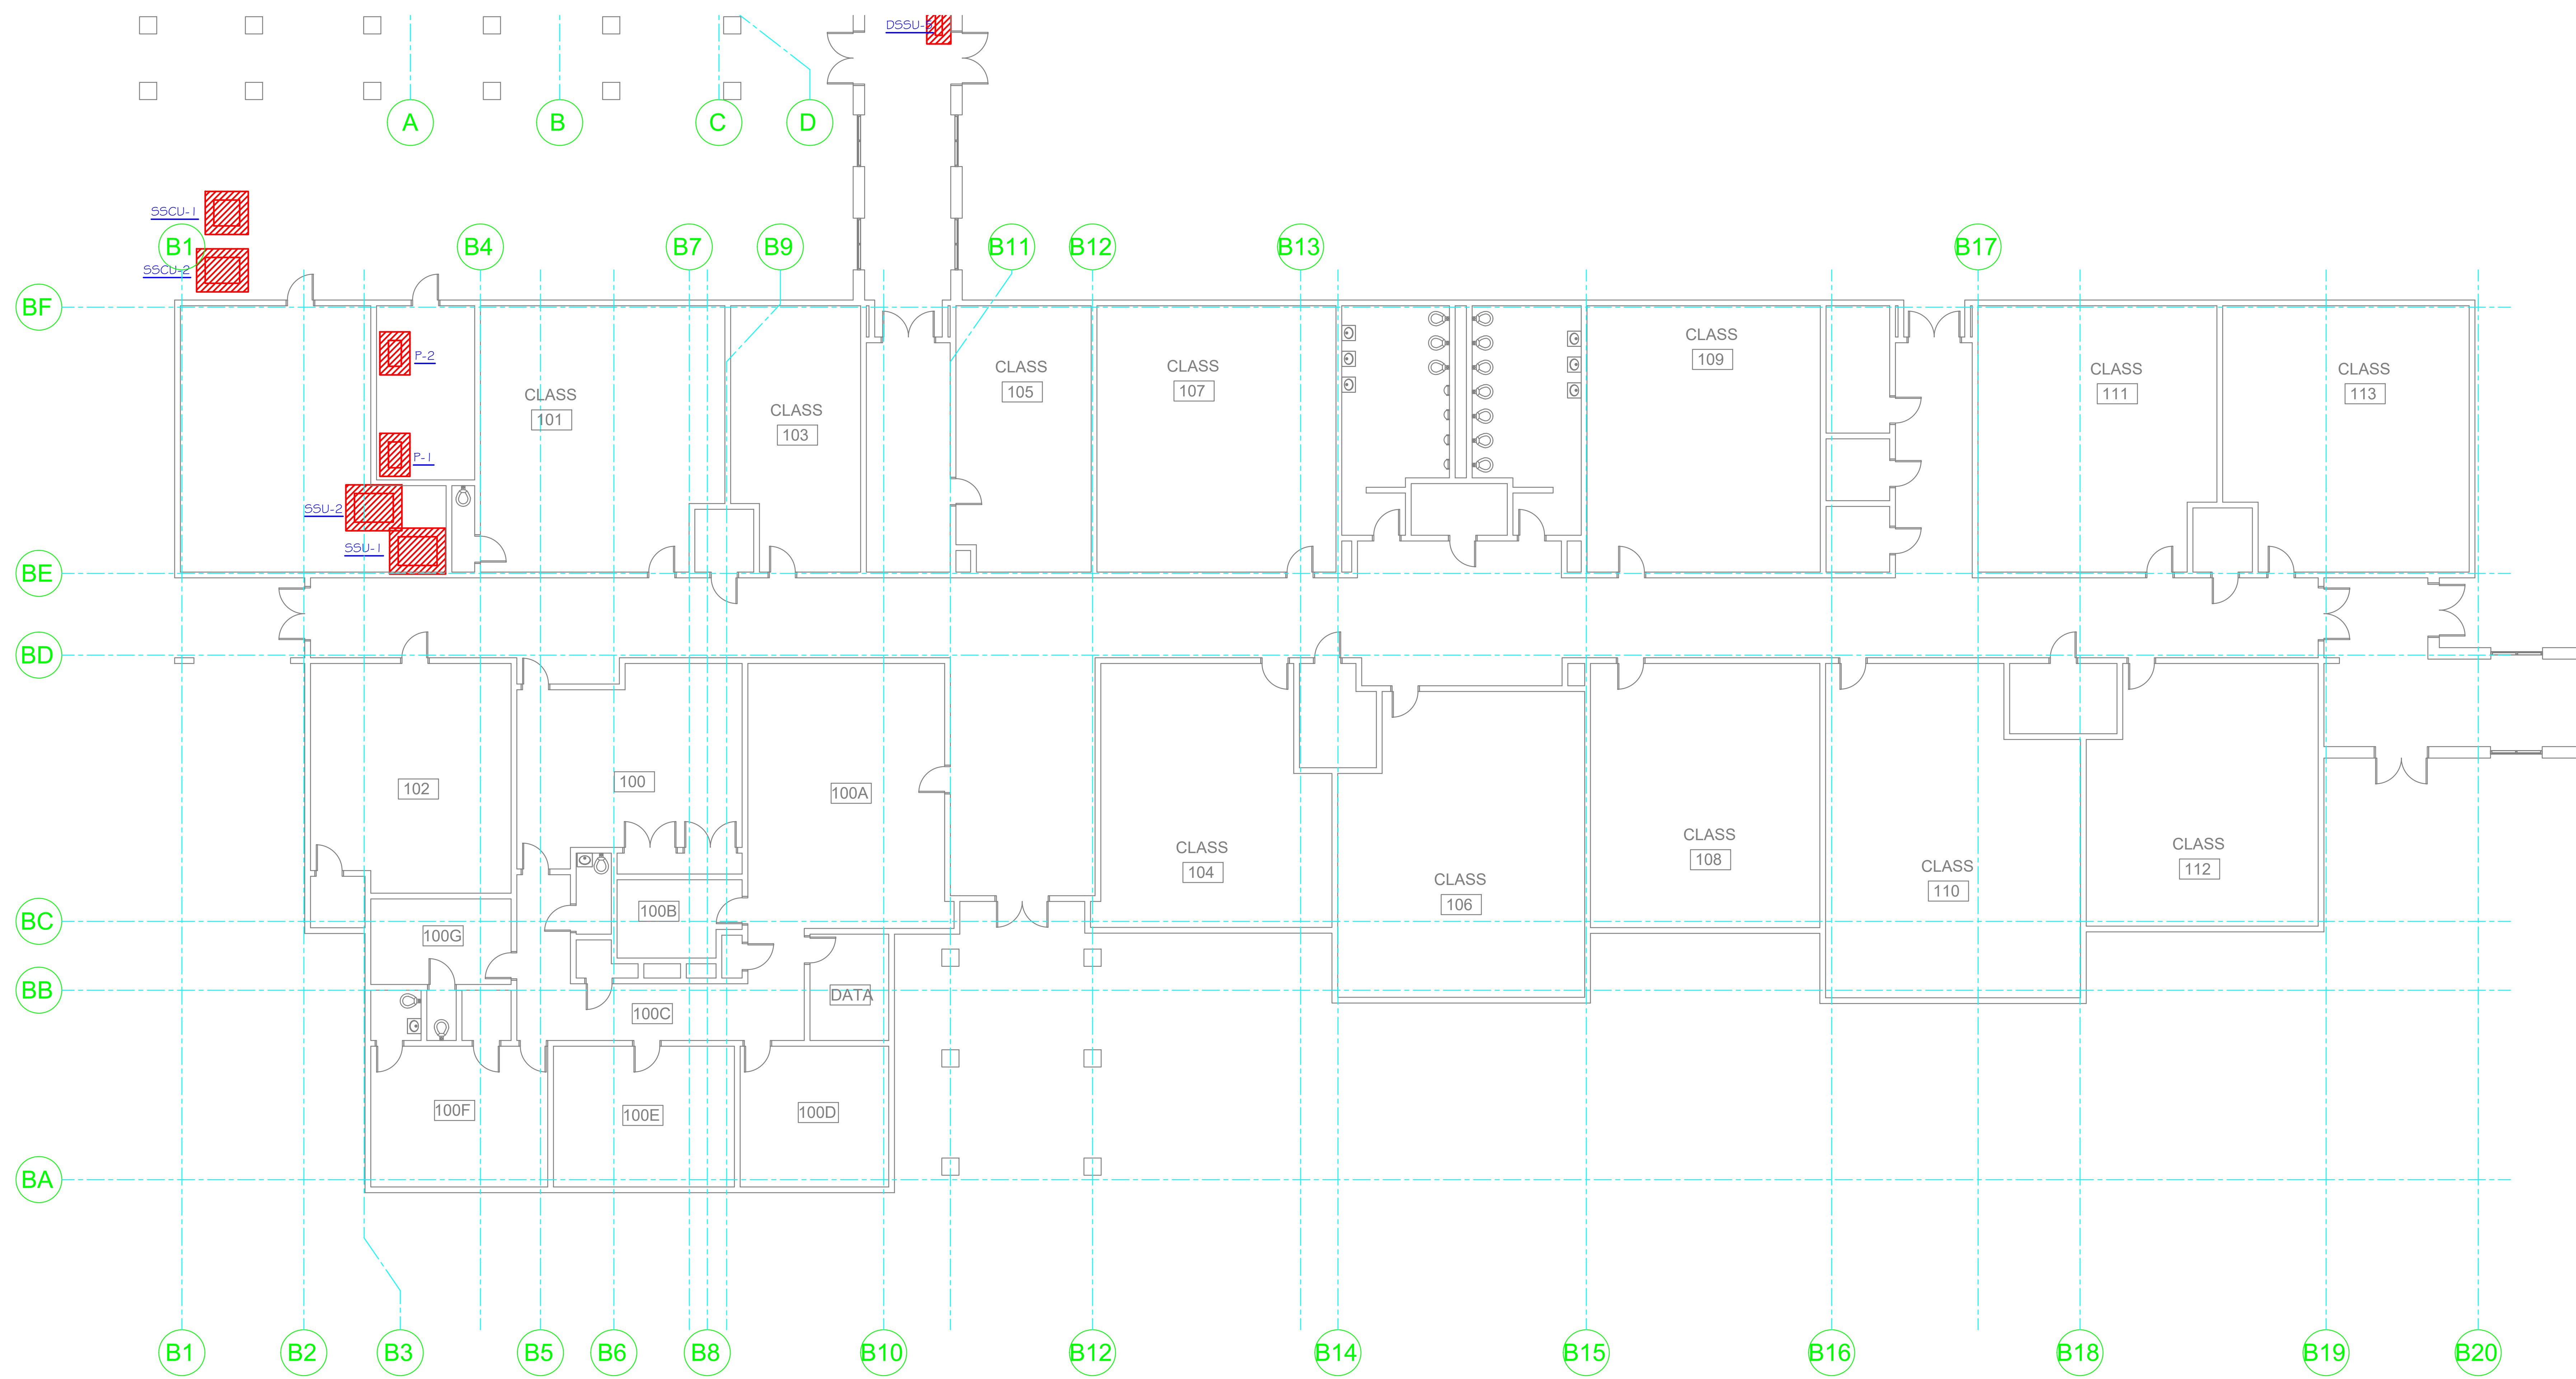 DSSU-5
A
B
C
D
SSCU-1
B1
B4
B7
B9
B11
B12
B13
B17
SSCU-2
BF
P-2
CLASS
109
CLASS
105
CLASS
107
CLASS
111
CLASS
113
CLASS
101
CLASS
103
P-1
SSU-2
SSU-1
BE
BD
102
100
100A
CLASS
104
CLASS
106
CLASS
108
CLASS
110
CLASS
112
100B
BC
100G
BB
DATA
100C
100F
100E
100D
BA
B1
B2
B3
B5
B6
B8
B10
B12
B14
B15
B16
B18
B19
B20